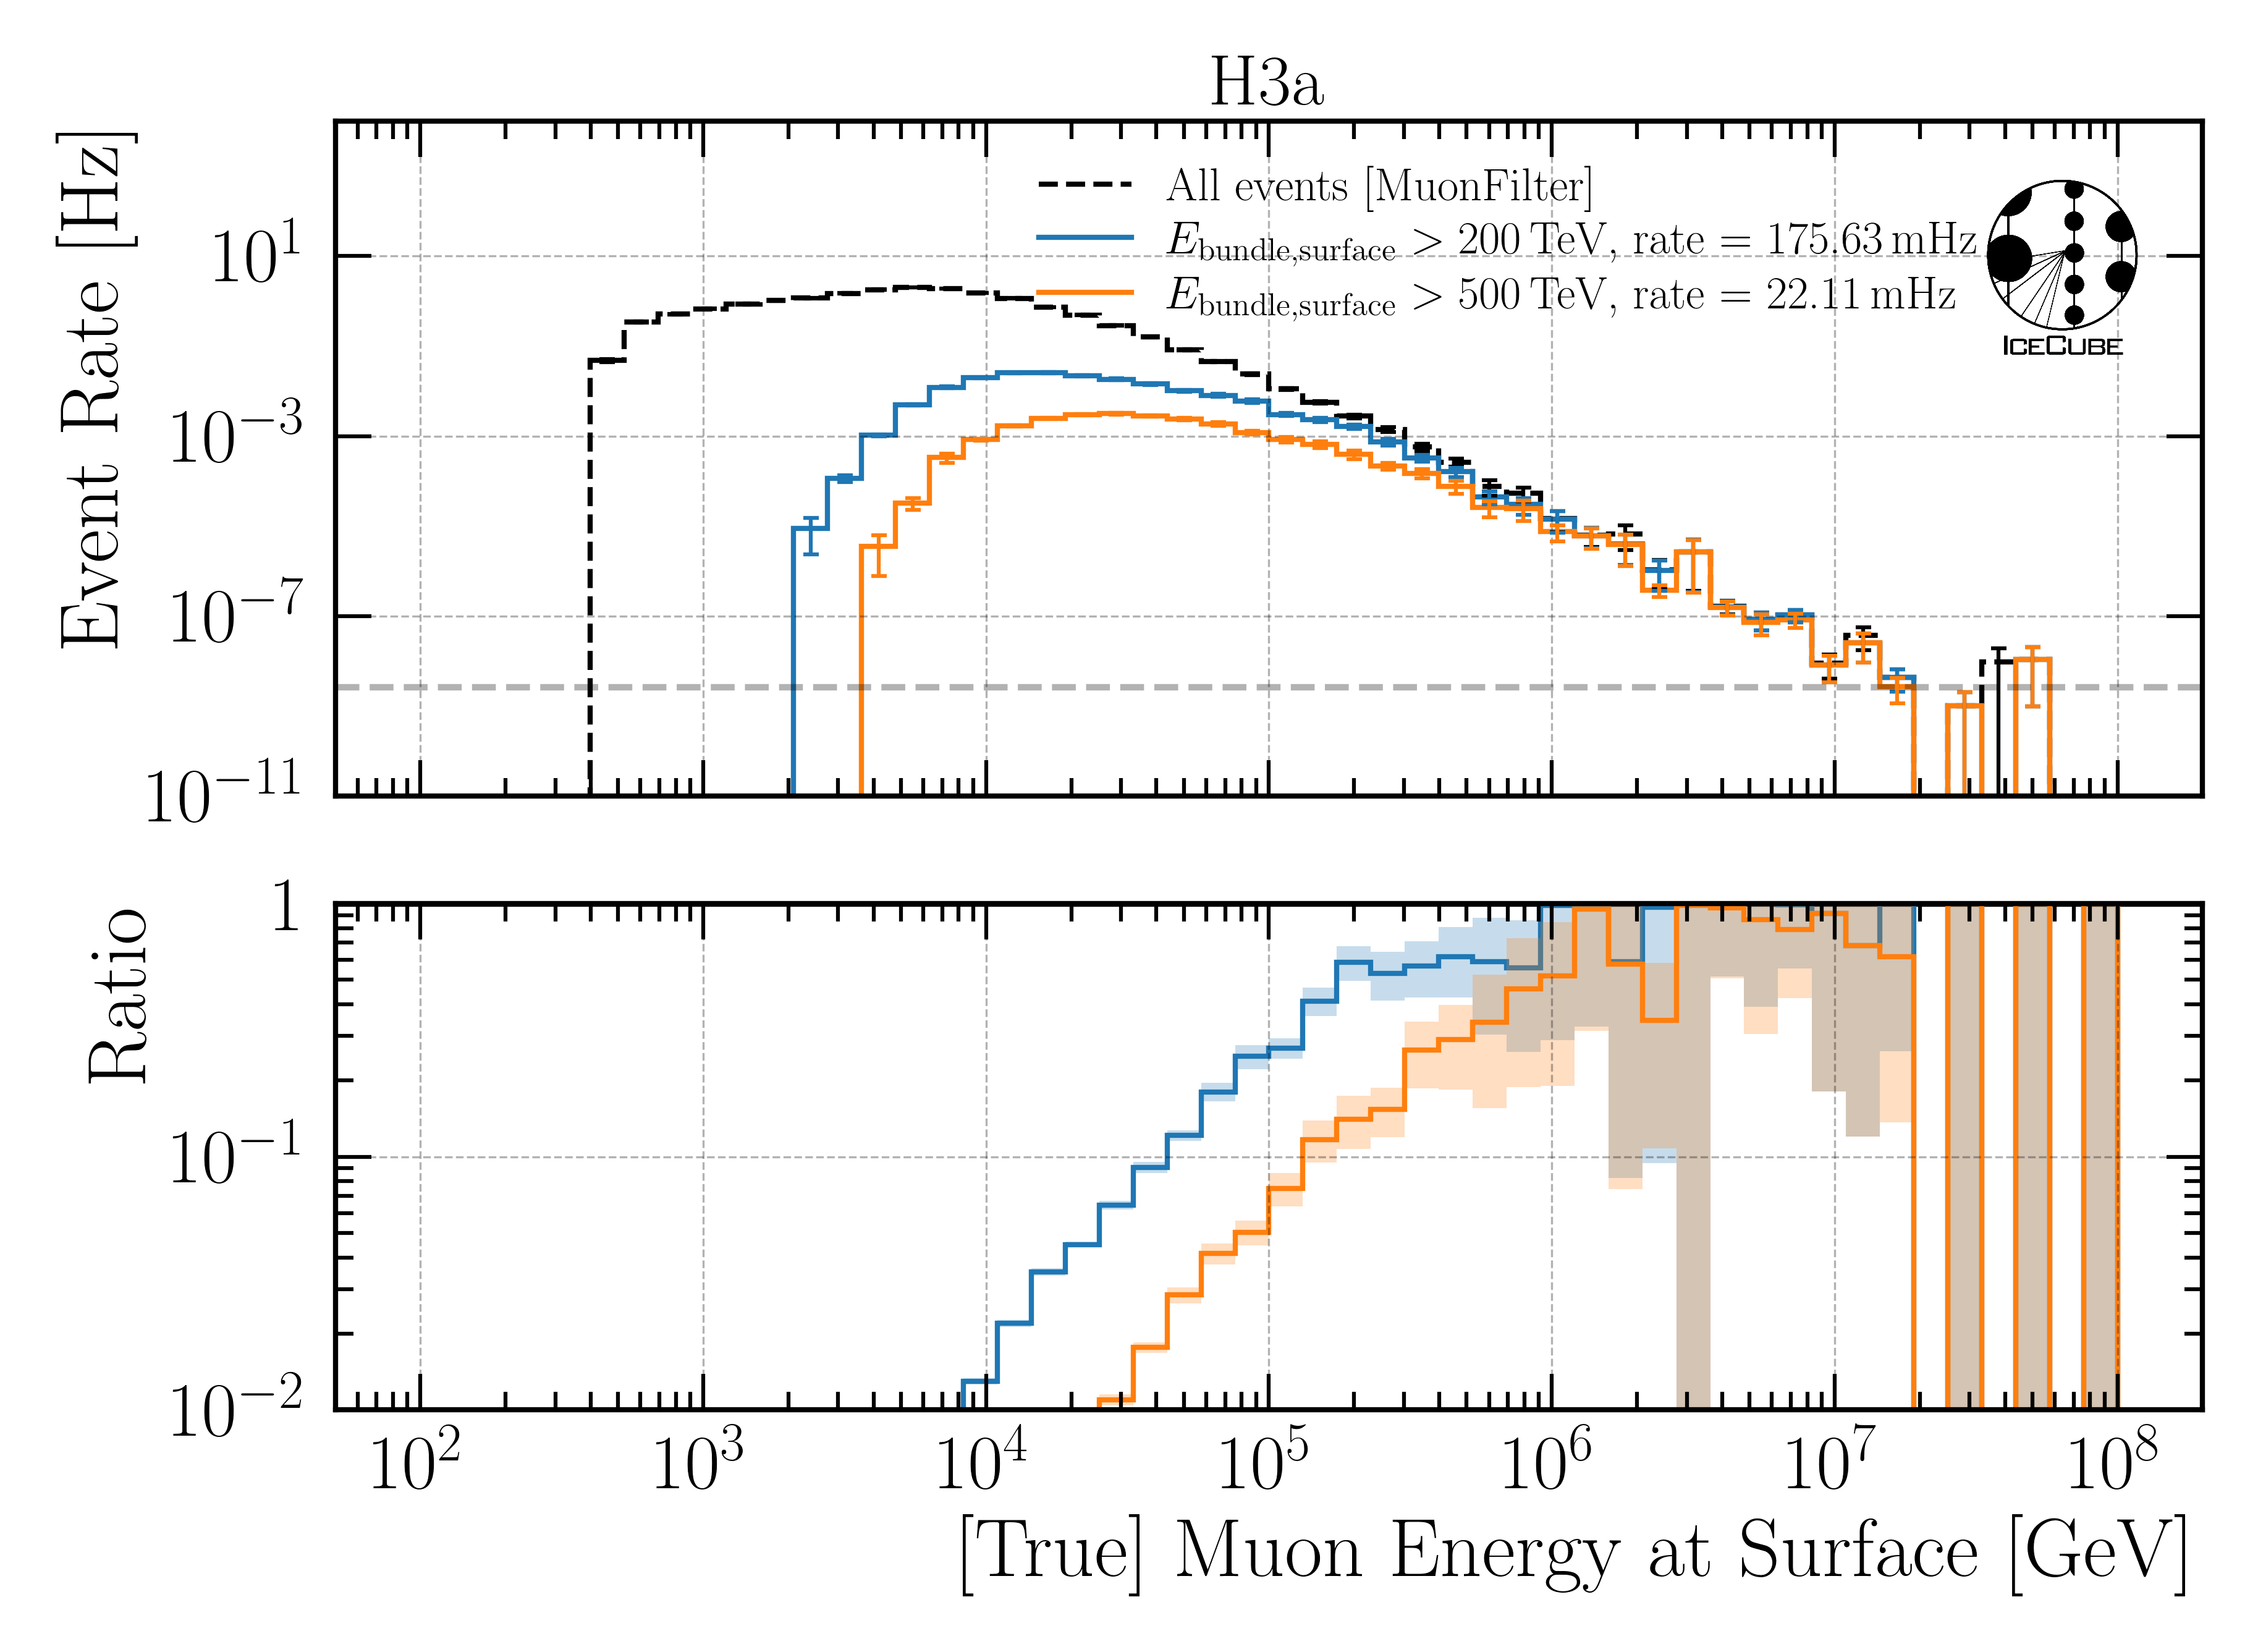 H3a
Event Rate [Hz]
10^1
10^−3
10^−7
10^−11
All events [MuonFilter]
E_bundle,surface > 200 TeV, rate = 175.63 mHz
E_bundle,surface > 500 TeV, rate = 22.11 mHz
ICECUBE
Ratio
1
10^−1
10^−2
10^2 10^3 10^4 10^5 10^6 10^7 10^8
[True] Muon Energy at Surface [GeV]